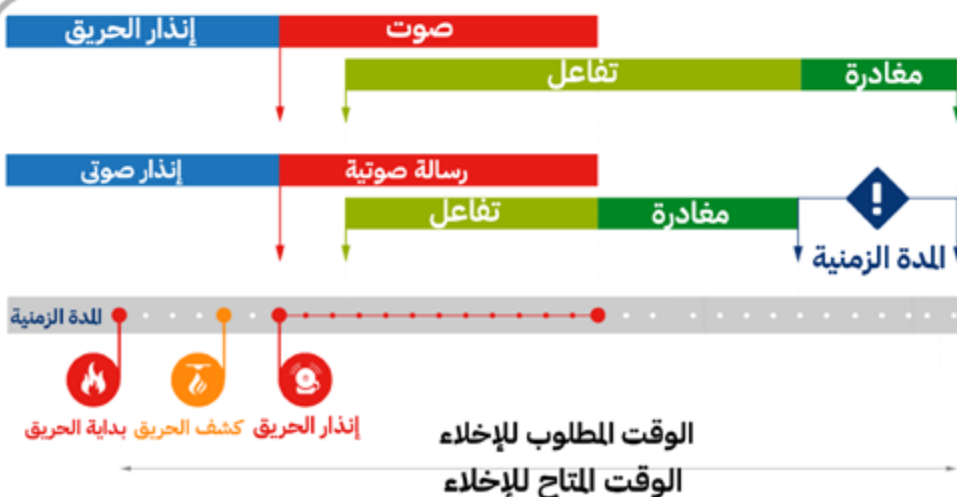 إنذار الحريق صوت
تفاعل مغادرة
إنذار صوتى رسالة صوتية
تفاعل مغادرة
!
المدة الزمنية
المدة الزمنية
بداية الحريق كشف الحريق إنذار الحريق
الوقت المطلوب للإخلاء
الوقت المتاح للإخلاء